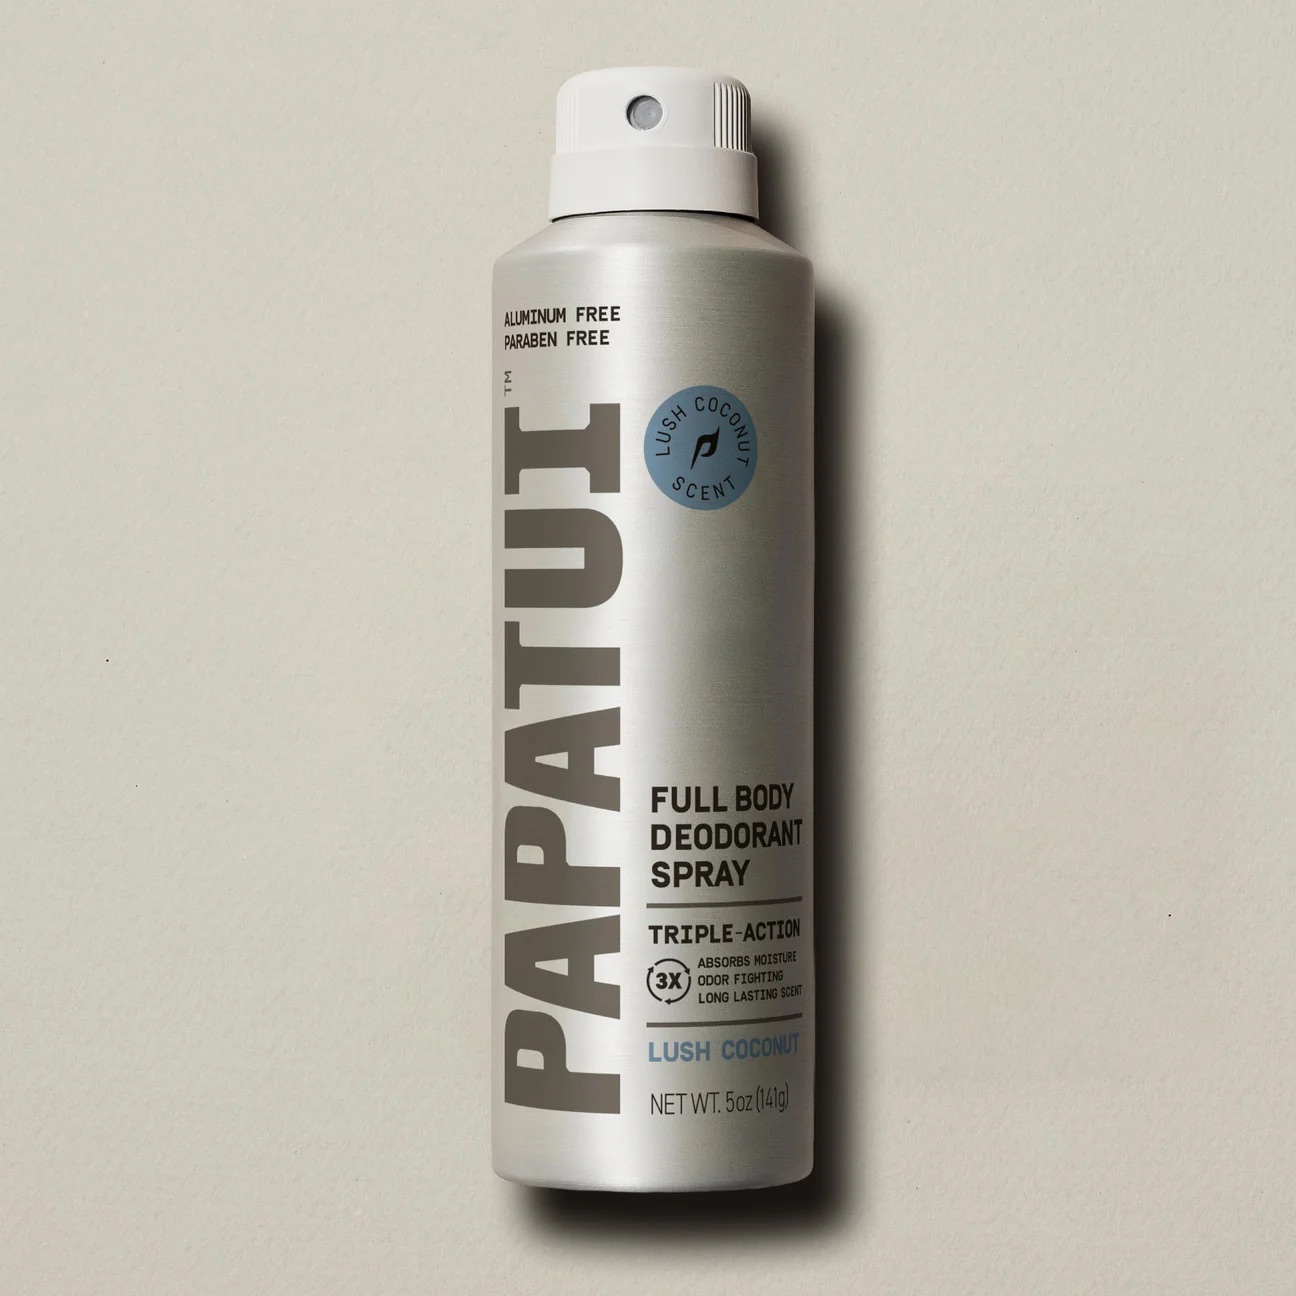 ALUMINUM FREE
PARABEN FREE
PAPATUI™
LUSH COCONUT
SCENT
FULL BODY
DEODORANT
SPRAY
TRIPLE-ACTION
3X
ABSORBS MOISTURE
ODOR FIGHTING
LONG LASTING SCENT
LUSH COCONUT
NET WT. 5oz (141g)